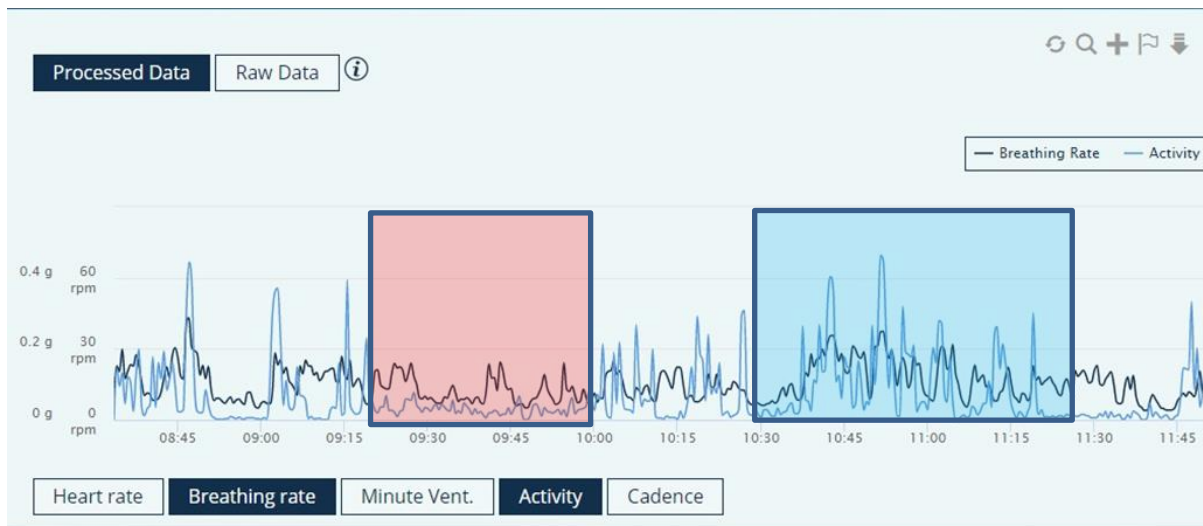 Processed Data Raw Data i
Breathing Rate Activity
0.4 g 60
rpm
0.2 g 30
rpm
0 g 0
rpm
08:45 09:00 09:15 09:30 09:45 10:00 10:15 10:30 10:45 11:00 11:15 11:30 11:45
Heart rate Breathing rate Minute Vent. Activity Cadence